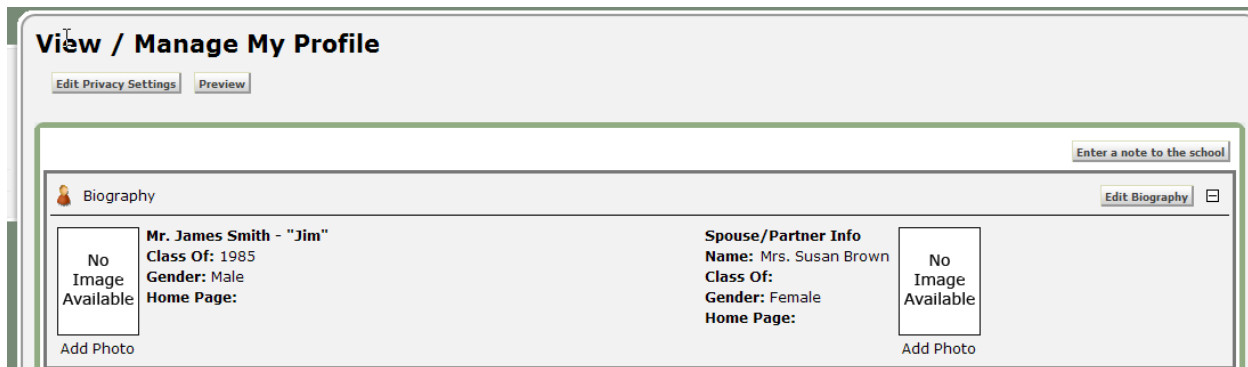 View / Manage My Profile
Edit Privacy Settings Preview
Enter a note to the school
Biography
Edit Biography
No
Image
Available
Add Photo
Mr. James Smith - "Jim"
Class Of: 1985
Gender: Male
Home Page:
Spouse/Partner Info
Name: Mrs. Susan Brown
Class Of:
Gender: Female
Home Page:
No
Image
Available
Add Photo